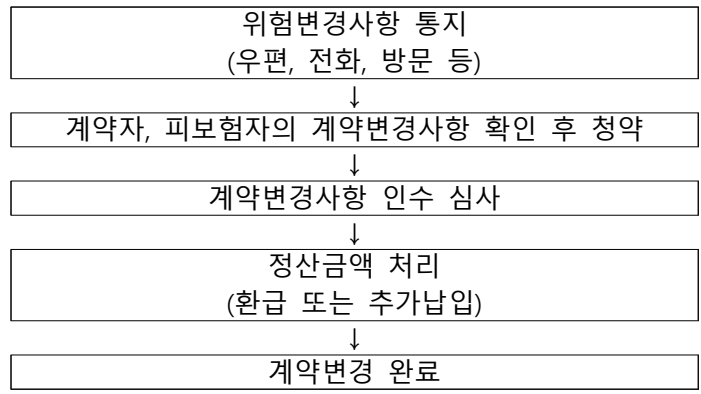 위험변경사항 통지
(우편, 전화, 방문 등)
↓
계약자, 피보험자의 계약변경사항 확인 후 청약
↓
계약변경사항 인수 심사
↓
정산금액 처리
(환급 또는 추가납입)
↓
계약변경 완료